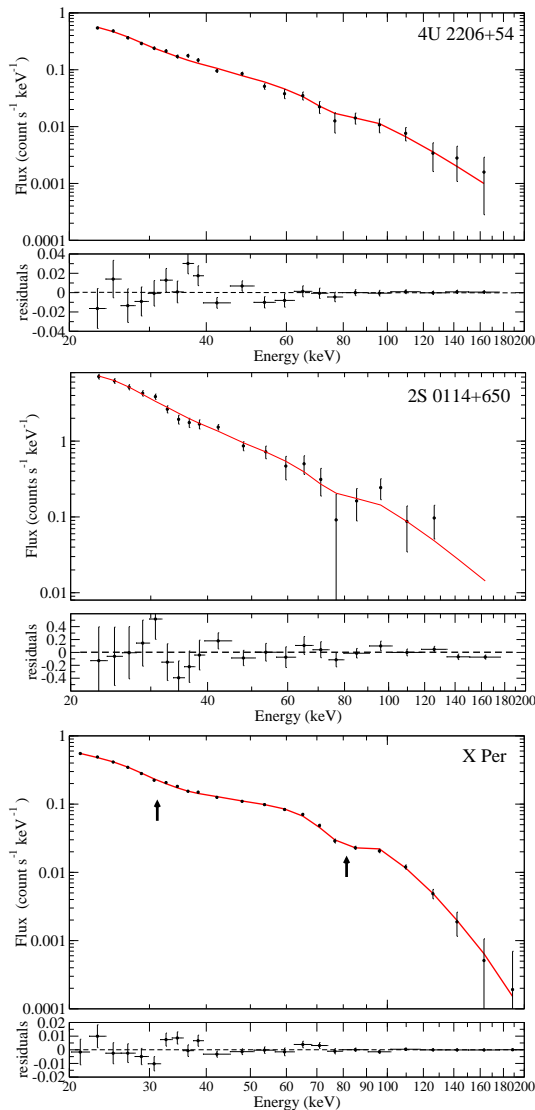 4U 2206+54
Flux (count s⁻¹ keV⁻¹)
1
0.1
0.01
0.001
0.0001
residuals
0.04
0.02
0
-0.02
-0.04
20 40 60 80 100 120 140 160 180 200
Energy (keV)
2S 0114+650
Flux (counts s⁻¹ keV⁻¹)
1
0.1
0.01
residuals
0.4
0.2
0
-0.2
-0.4
20 40 60 80 100 120 140 160 180 200
Energy (keV)
X Per
Flux (count s⁻¹ keV⁻¹)
1
0.1
0.01
0.001
0.0001
residuals
0.02
0.01
0
-0.01
-0.02
20 30 40 50 60 70 80 100 120 140 160 200
Energy (keV)